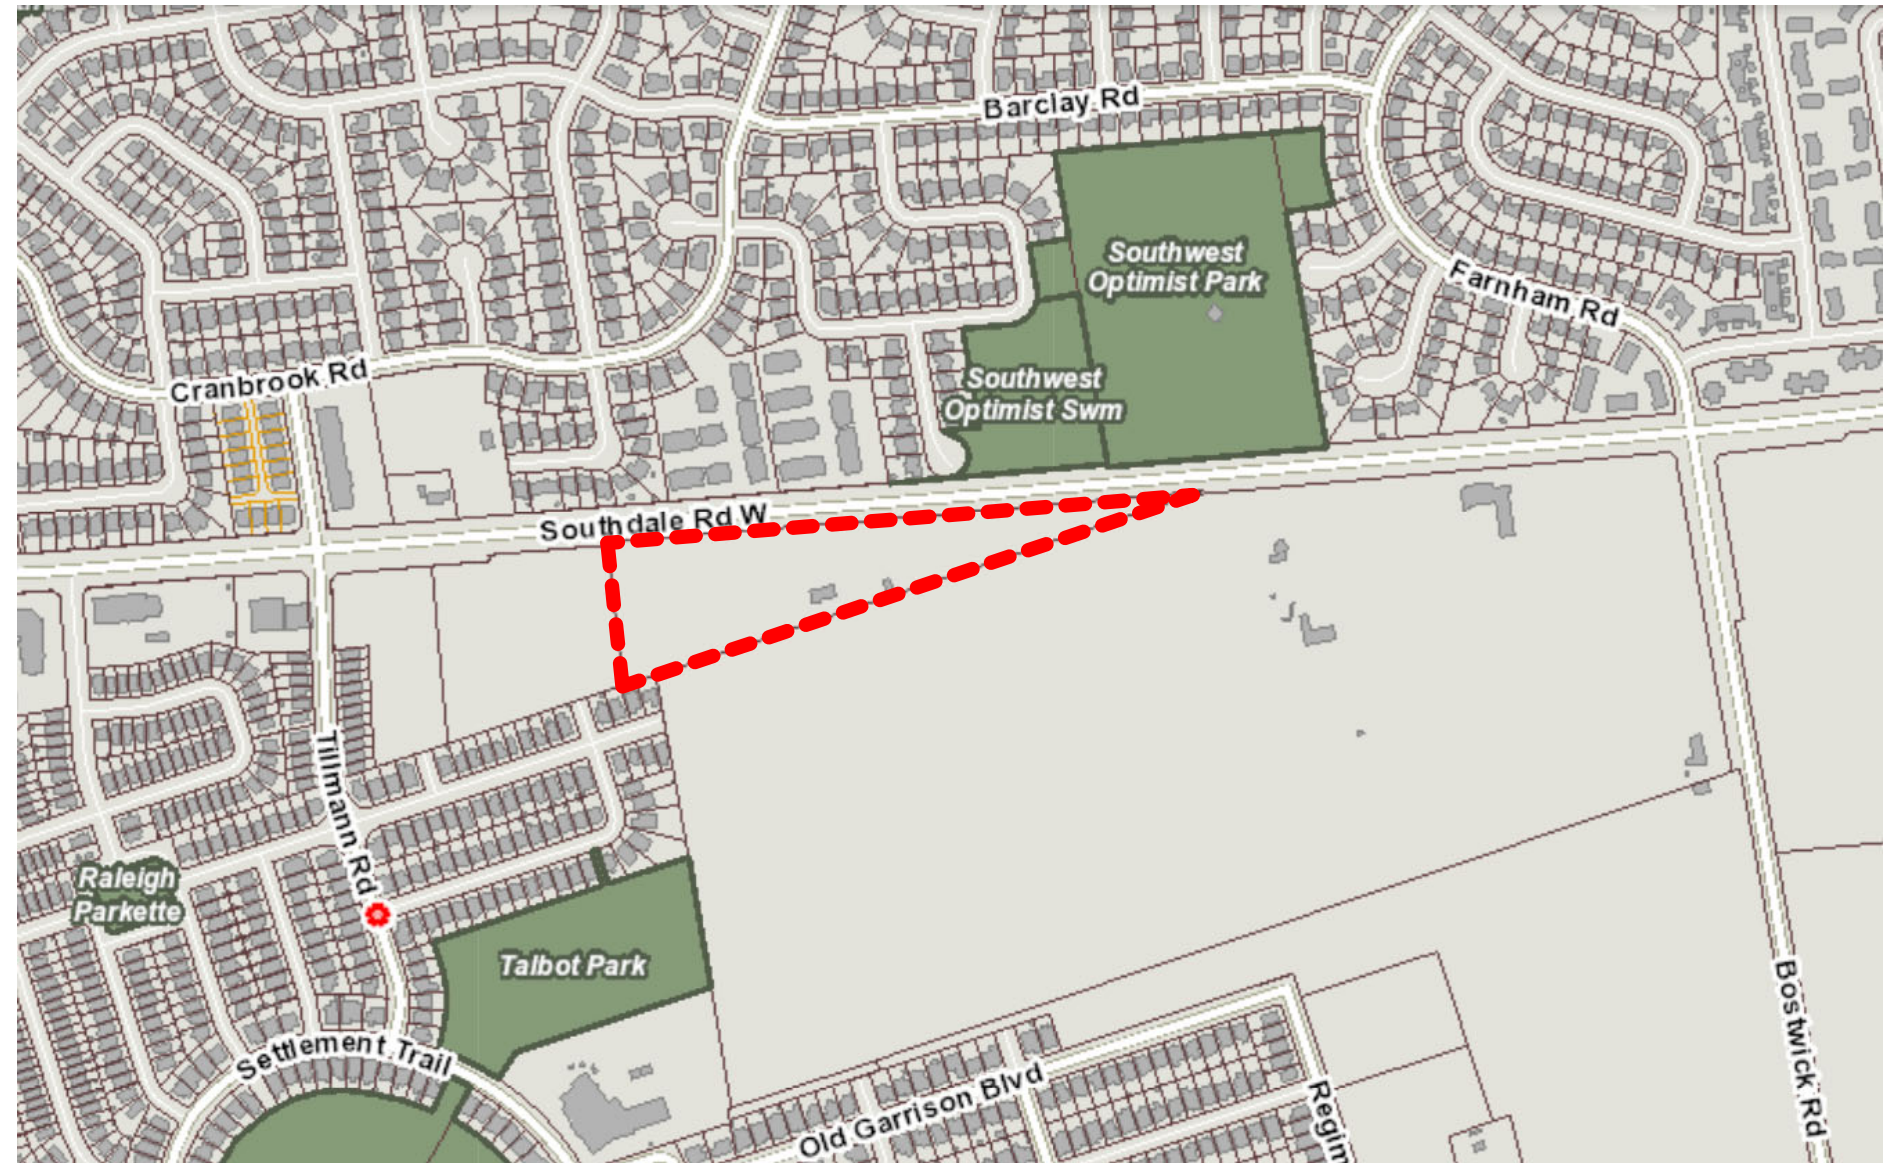 Barclay Rd
Southwest
Optimist Park
Farnham Rd
Cranbrook Rd
Southwest
Optimist Swm
Southdale Rd W
Tillmann Rd
Raleigh
Parkette
Talbot Park
Settlement Trail
Old Garrison Blvd
Regim
Bostwick Rd